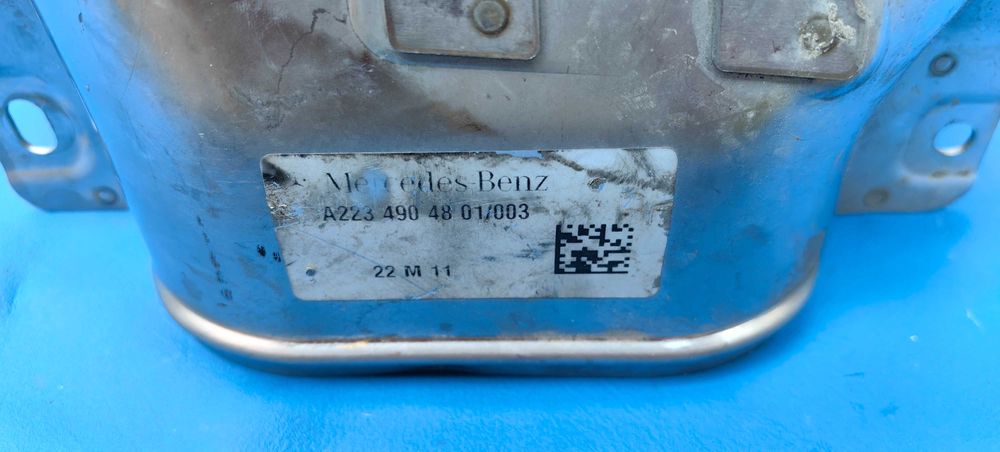 Mercedes-Benz
A223 490 48 01/003
22 M 11